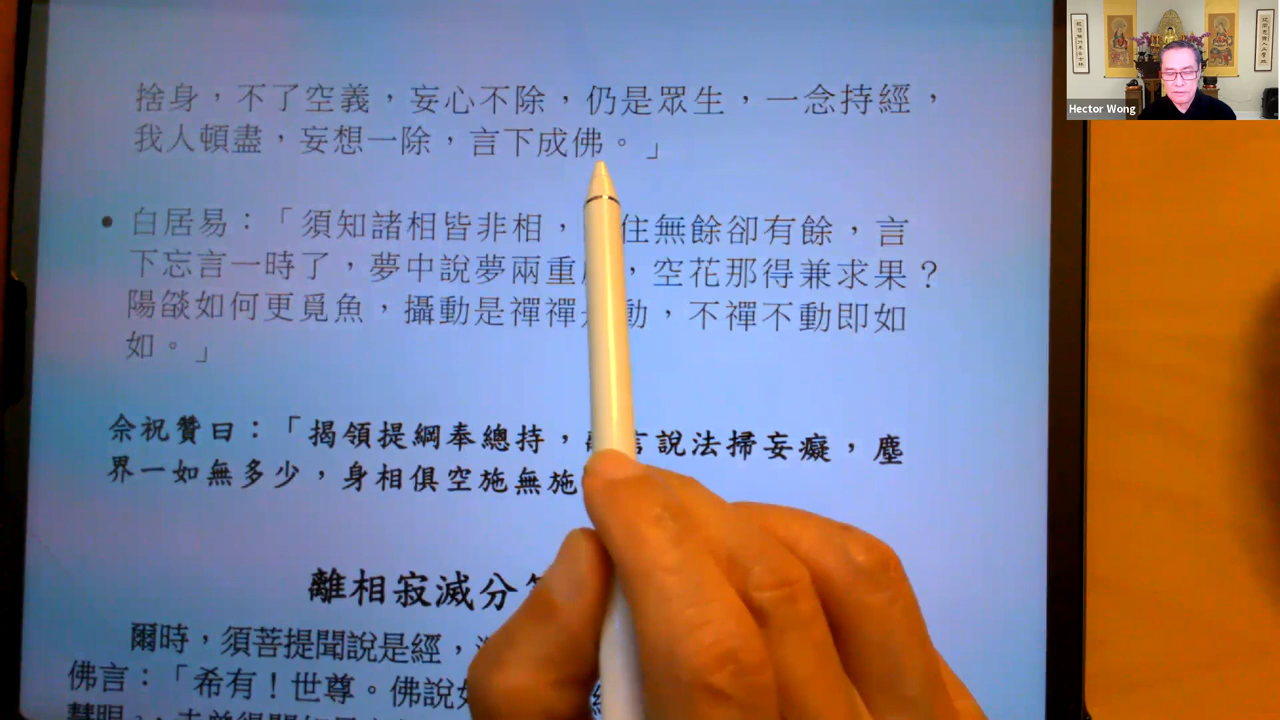 捨身，不了空義，妄心不除，仍是眾生，一念持經，
我人頓盡，妄想一除，言下成佛。」
• 白居易：「須知諸相皆非相，住無餘卻有餘，言
下忘言一時了，夢中說夢兩重，空花那得兼求果？
陽燄如何更覓魚，攝動是禪禪動，不禪不動即如
如。」
佘祝贊曰：「揭領提綱奉總持，言說法掃妄癡，塵
界一如無多少，身相俱空施無施
離相寂滅分
爾時，須菩提聞說是經，
佛言：「希有！世尊。佛說
Hector Wong